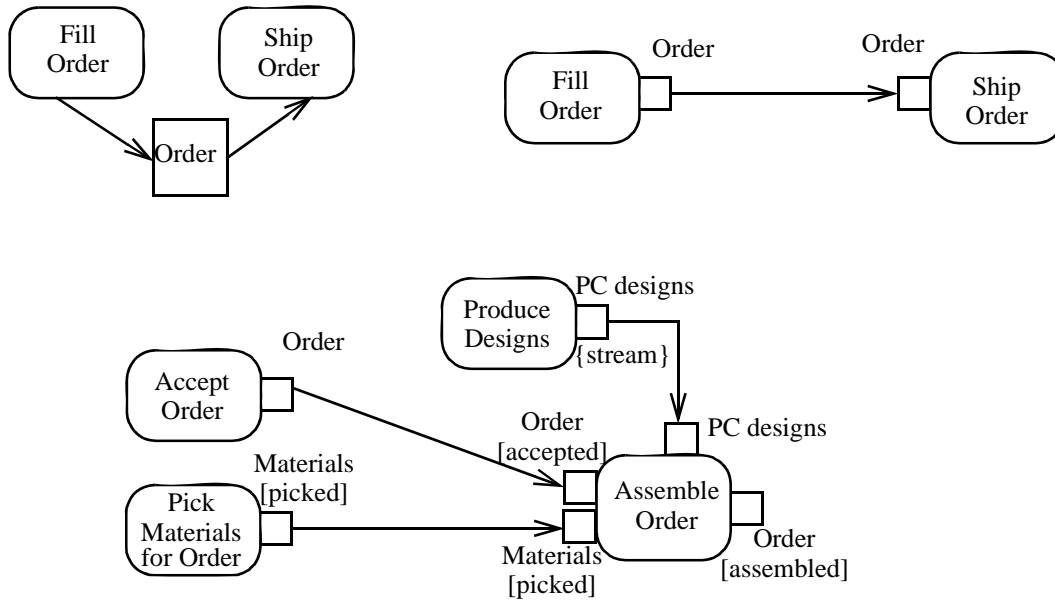 Fill
Order
Ship
Order
Order
Order
Order
Fill
Order
Ship
Order
PC designs
Produce
Designs
{stream}
Order
Accept
Order
Order
[accepted]
PC designs
Materials
[picked]
Pick
Materials
for Order
Assemble
Order
Materials
[picked]
Order
[assembled]